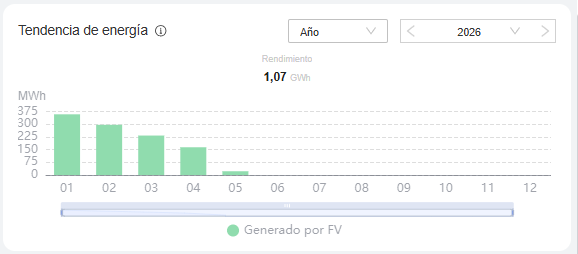 Tendencia de energía
Año
2026
Rendimiento
1,07 GWh
MWh
375
300
225
150
75
0
01 02 03 04 05 06 07 08 09 10 11 12
Generado por FV